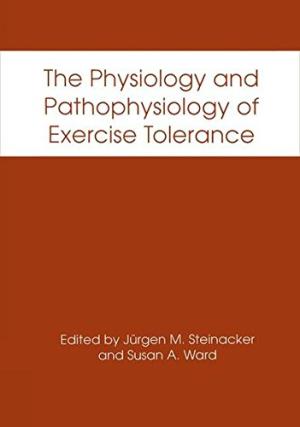 The Physiology and
Pathophysiology of
Exercise Tolerance
Edited by Jürgen M. Steinacker
and Susan A. Ward